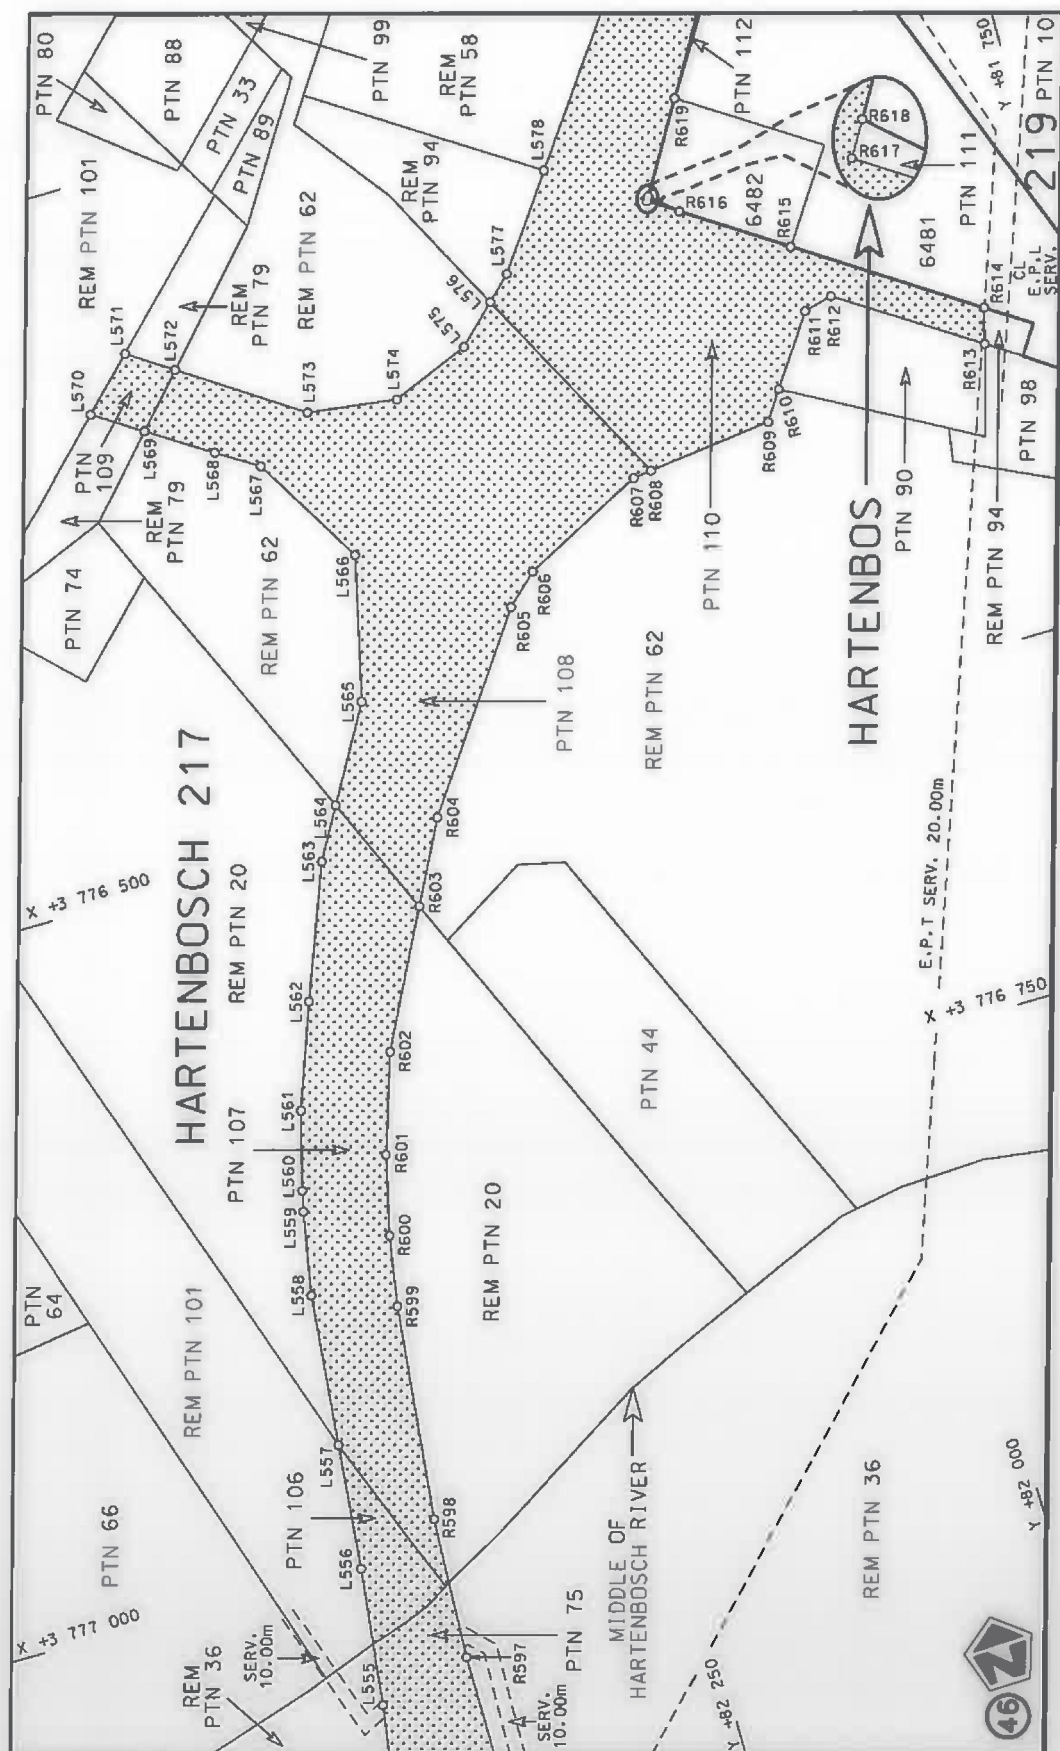 PTN 80
PTN 88
PTN 33
PTN 89
PTN 99
REM
PTN 58
PTN 112
Y +81 750
219
PTN 10
REM PTN 101
REM PTN 62
REM
PTN 94
L578
R619
R618
R617
PTN 111
L571
L572
REM
PTN 79
L577
L576
L575
R616
6482
R615
6481
CL
E.P.L
SERV.
R614
L570
L573
L574
R611
R612
R613
PTN
109
L569
L568
L567
REM
PTN 79
R610
R609
R607
R608
PTN 90
PTN 98
REM PTN 94
HARTENBOS
PTN 74
REM PTN 62
L566
R606
R605
PTN 110
L565
PTN 108
REM PTN 62
HARTENBOSCH 217
REM PTN 20
X +3 776 500
L564
L563
R604
R603
E.P.T SERV. 20.00m
X +3 776 750
L562
L561
R602
PTN 44
PTN 107
L560
L559
R601
R600
REM PTN 20
PTN
64
REM PTN 101
L558
R599
L557
PTN 106
L556
R598
PTN 66
X +3 777 000
MIDDLE OF
HARTENBOSCH RIVER
REM PTN 36
Y +82 000
REM
PTN 36
SERV.
10.00m
L555
R597
PTN 75
SERV.
10.00m
Y +82 250
N
46